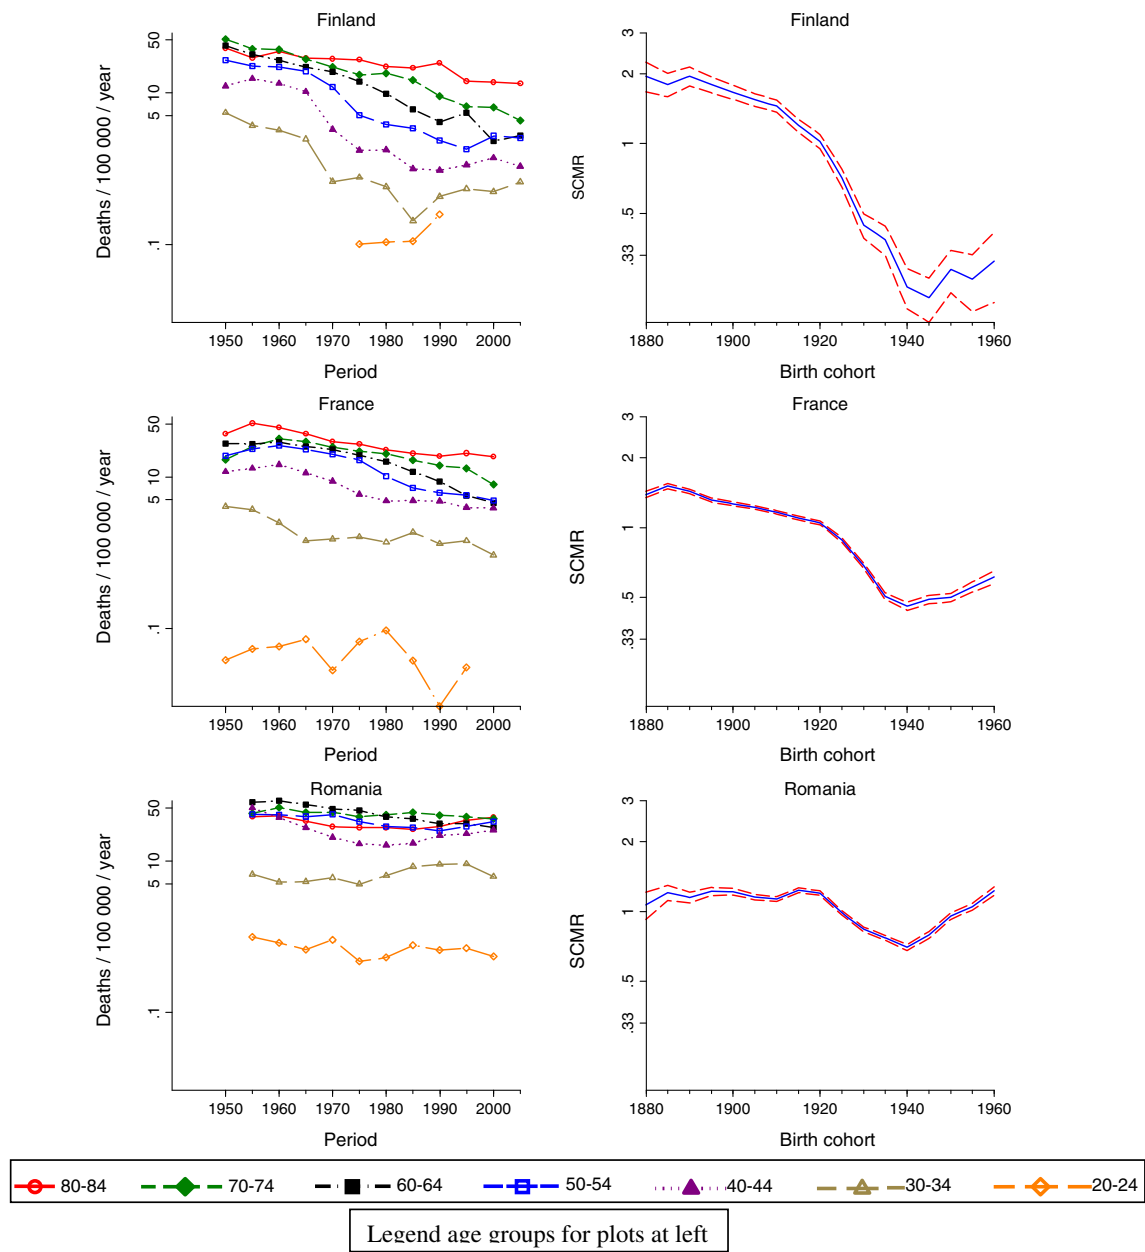 Finland
Finland
Deaths / 100 000 / year
50
10
5
.1
1950 1960 1970 1980 1990 2000
Period
SCMR
3
2
1
.5
.33
1880 1900 1920 1940 1960
Birth cohort
France
France
Deaths / 100 000 / year
50
10
5
.1
1950 1960 1970 1980 1990 2000
Period
SCMR
3
2
1
.5
.33
1880 1900 1920 1940 1960
Birth cohort
Romania
Romania
Deaths / 100 000 / year
50
10
5
.1
1950 1960 1970 1980 1990 2000
Period
SCMR
3
2
1
.5
.33
1880 1900 1920 1940 1960
Birth cohort
80-84 70-74 60-64 50-54 40-44 30-34 20-24
Legend age groups for plots at left